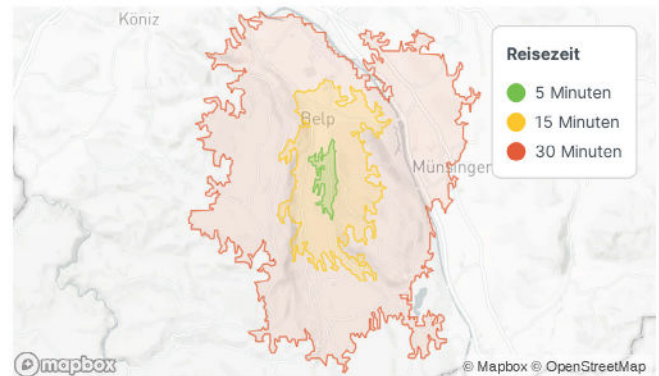 Köniz
Reisezeit
5 Minuten
15 Minuten
30 Minuten
Belp
Münsingen
mapbox
© Mapbox © OpenStreetMap